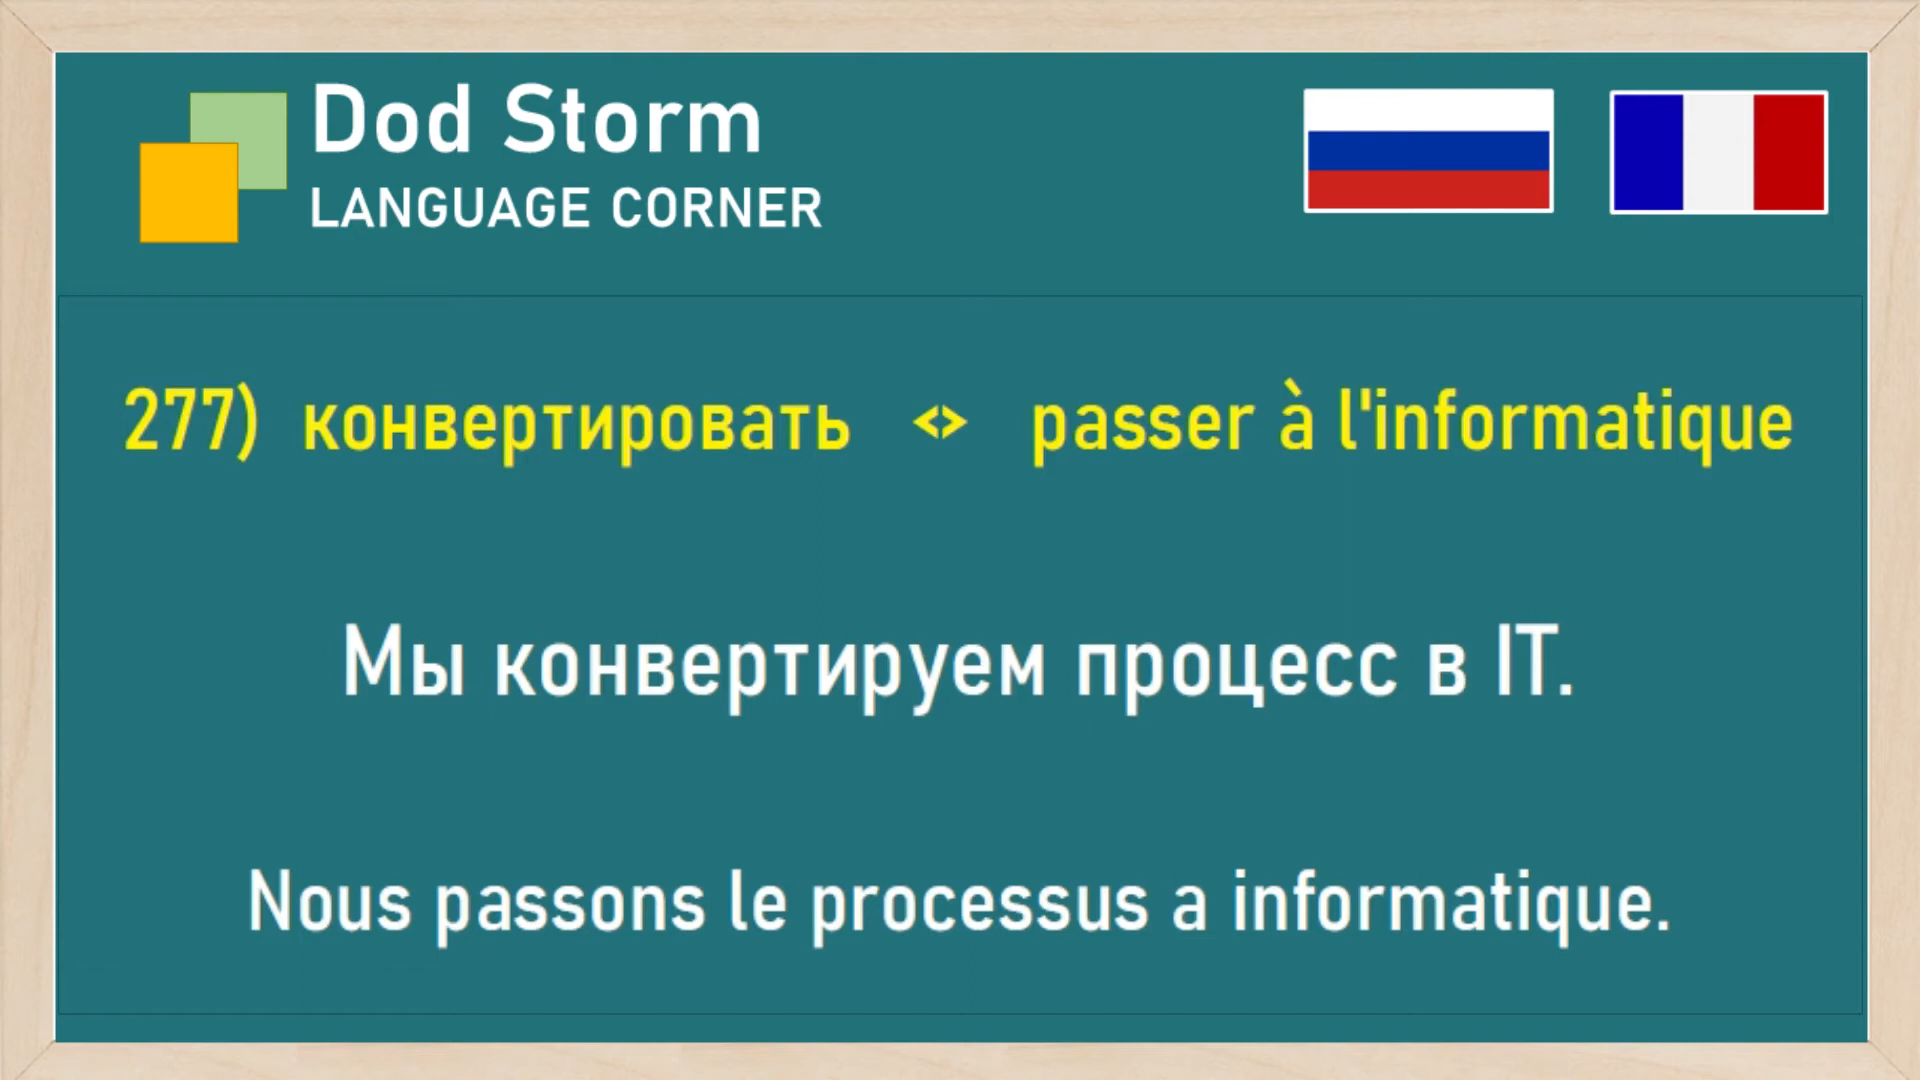 Dod Storm
LANGUAGE CORNER
277) конвертировать <> passer à l'informatique
Мы конвертируем процесс в IT.
Nous passons le processus a informatique.